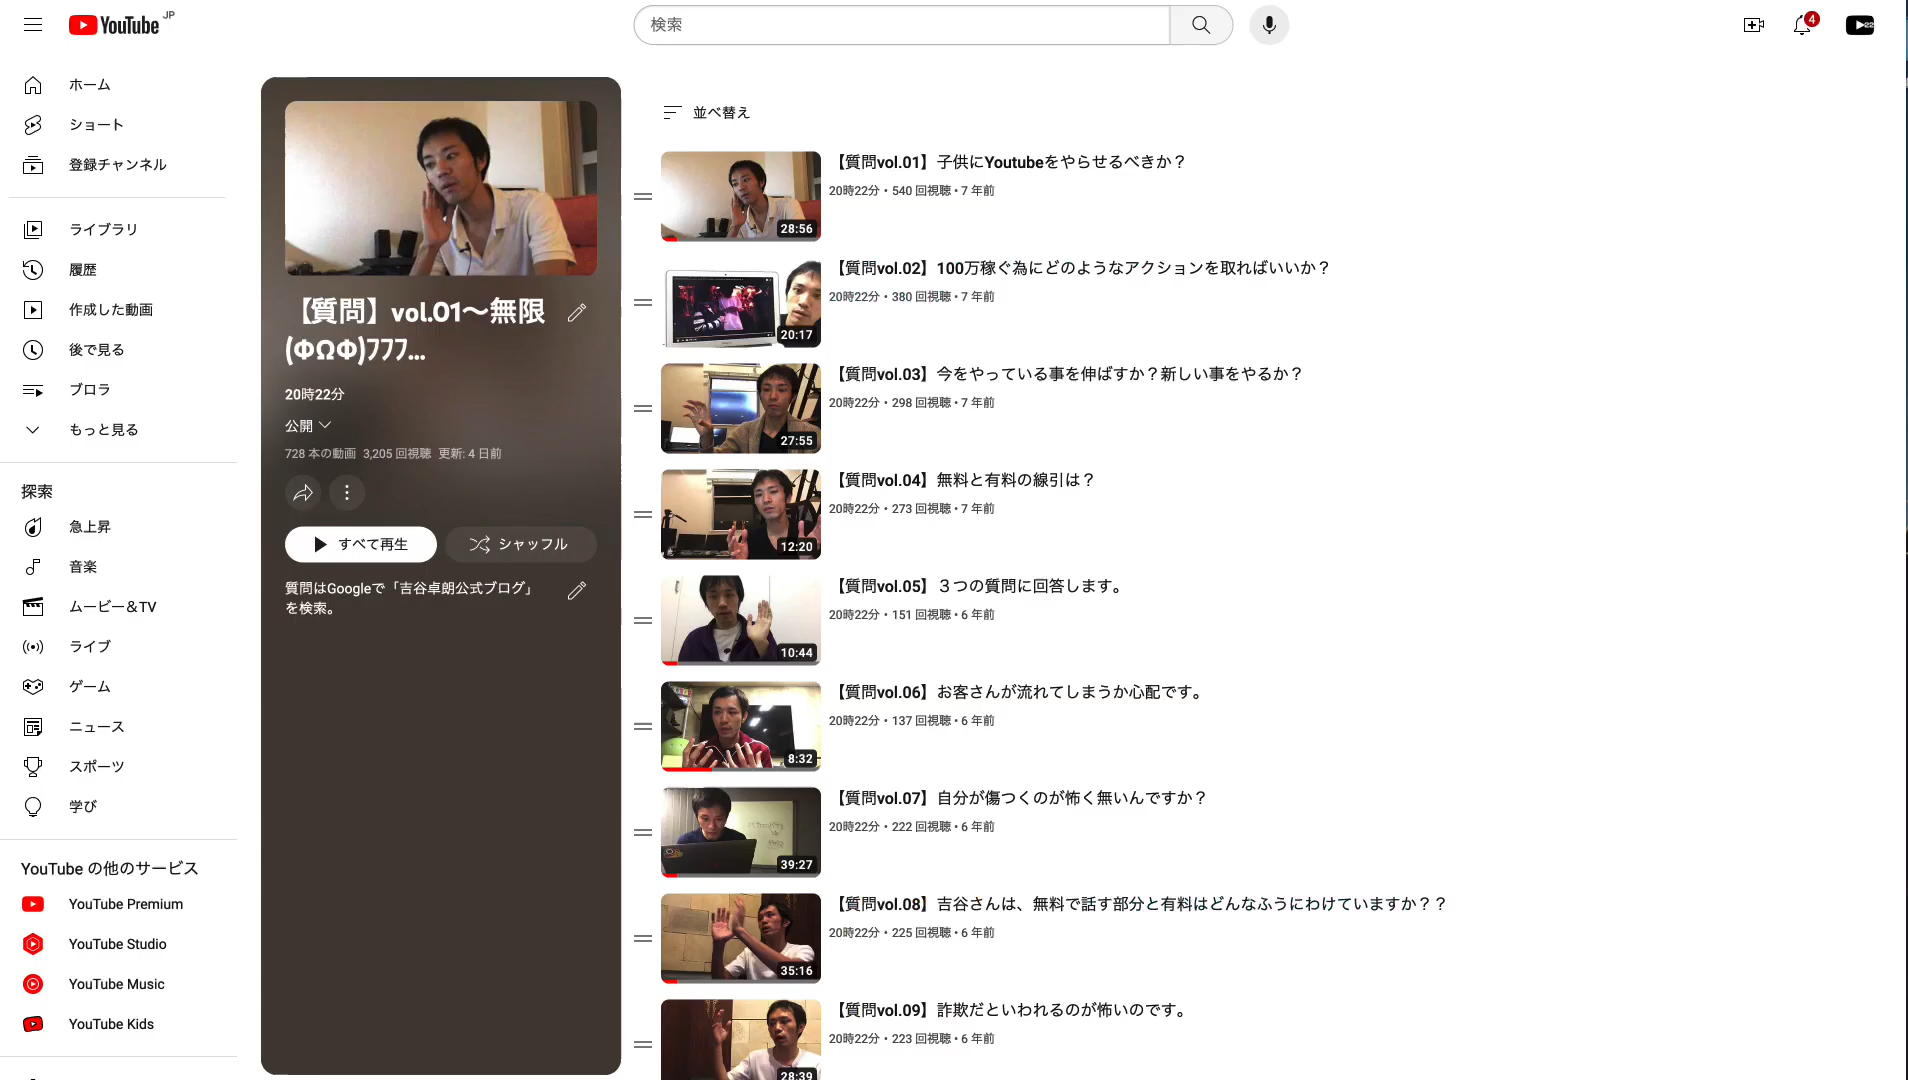 YouTube JP
検索
4
ホーム
ショート
登録チャンネル
ライブラリ
履歴
作成した動画
後で見る
ブロラ
もっと見る
探索
急上昇
音楽
ムービー&TV
ライブ
ゲーム
ニュース
スポーツ
学び
YouTube の他のサービス
YouTube Premium
YouTube Studio
YouTube Music
YouTube Kids
【質問】vol.01〜無限
(ΦΩΦ)ﾌﾌﾌ...
20時22分
公開
728 本の動画 3,205 回視聴 更新: 4 日前
すべて再生
シャッフル
質問はGoogleで「吉谷卓朗公式ブログ」
を検索。
並べ替え
【質問vol.01】子供にYoutubeをやらせるべきか？
20時22分 • 540 回視聴 • 7 年前
28:56
【質問vol.02】100万稼ぐ為にどのようなアクションを取ればいいか？
20時22分 • 380 回視聴 • 7 年前
20:17
【質問vol.03】今をやっている事を伸ばすか？新しい事をやるか？
20時22分 • 298 回視聴 • 7 年前
27:55
【質問vol.04】無料と有料の線引は？
20時22分 • 273 回視聴 • 7 年前
12:20
【質問vol.05】３つの質問に回答します。
20時22分 • 151 回視聴 • 6 年前
10:44
【質問vol.06】お客さんが流れてしまうか心配です。
20時22分 • 137 回視聴 • 6 年前
8:32
【質問vol.07】自分が傷つくのが怖く無いんですか？
20時22分 • 222 回視聴 • 6 年前
39:27
【質問vol.08】吉谷さんは、無料で話す部分と有料はどんなふうにわけていますか？？
20時22分 • 225 回視聴 • 6 年前
35:16
【質問vol.09】詐欺だといわれるのが怖いのです。
20時22分 • 223 回視聴 • 6 年前
28:39